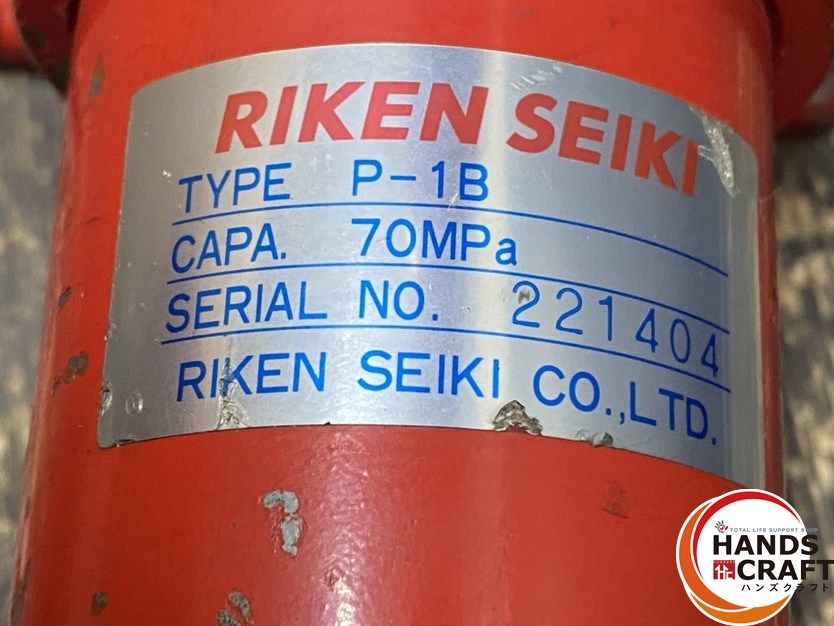 RIKEN SEIKI
TYPE P-1B
CAPA. 70MPa
SERIAL NO. 221404
RIKEN SEIKI CO.,LTD.
TOTAL LIFE SUPPORT SHOP
HANDS
CRAFT
ハンズクラフト